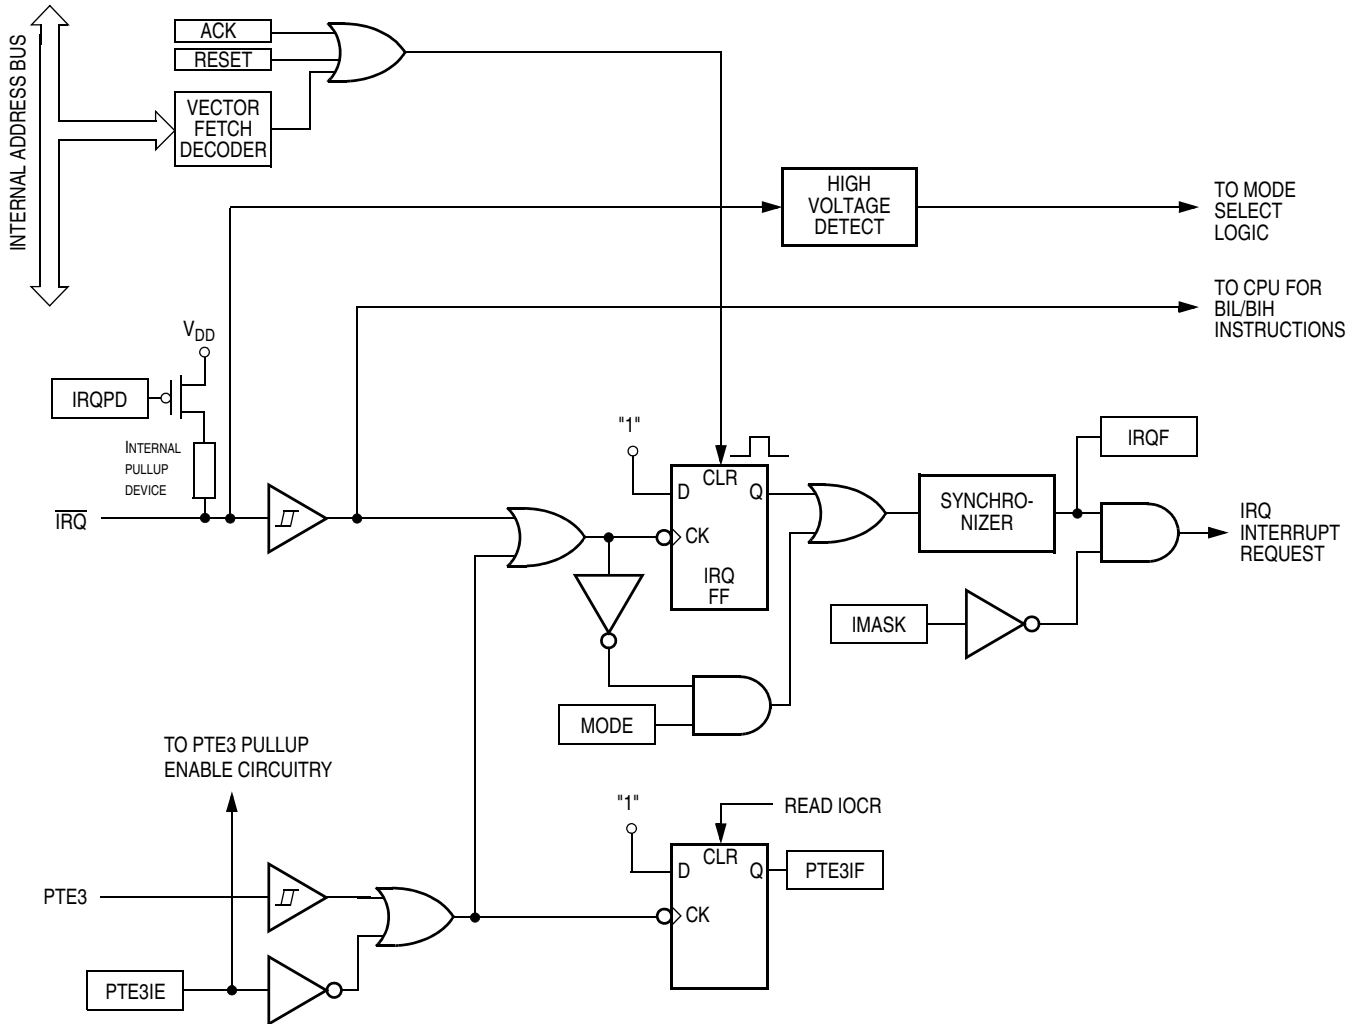 INTERNAL ADDRESS BUS
ACK
RESET
VECTOR
FETCH
DECODER
HIGH
VOLTAGE
DETECT
TO MODE
SELECT
LOGIC
TO CPU FOR
BIL/BIH
INSTRUCTIONS
VDD
IRQPD
INTERNAL
PULLUP
DEVICE
IRQ
"1"
D
CLR
Q
CK
IRQ
FF
SYNCHRO-
NIZER
IRQF
IRQ
INTERRUPT
REQUEST
IMASK
MODE
TO PTE3 PULLUP
ENABLE CIRCUITRY
"1"
READ IOCR
D
CLR
Q
CK
PTE3IF
PTE3
PTE3IE